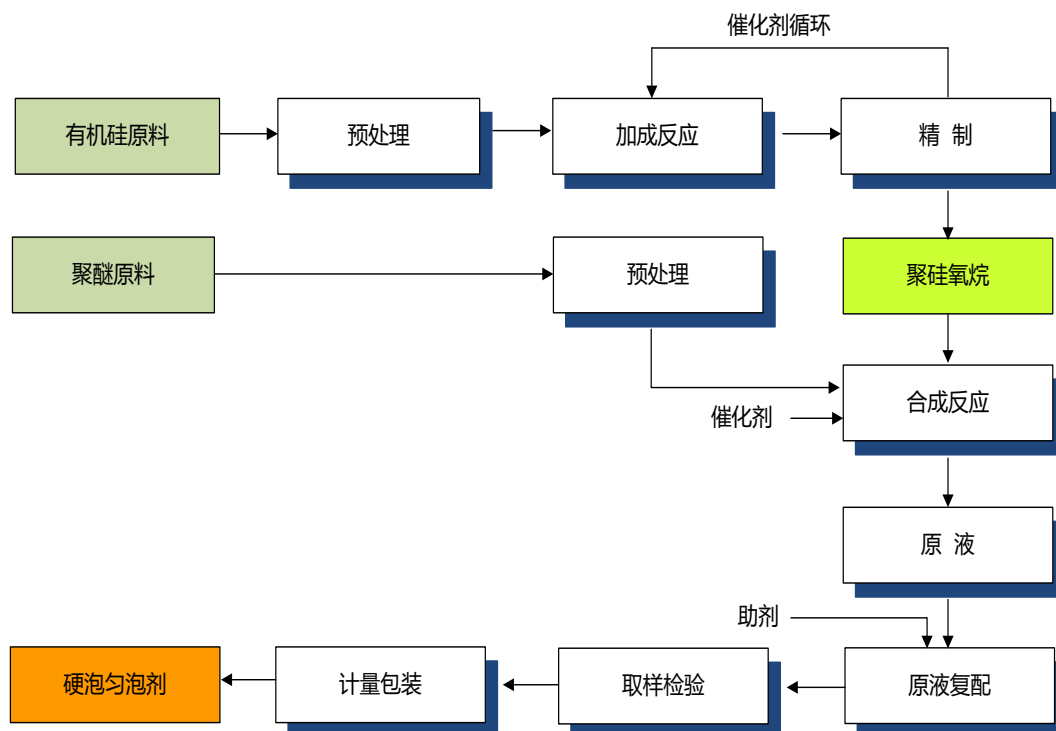 催化剂循环
有机硅原料
预处理
加成反应
精 制
聚醚原料
预处理
聚硅氧烷
合成反应
催化剂
原 液
助剂
硬泡匀泡剂
计量包装
取样检验
原液复配